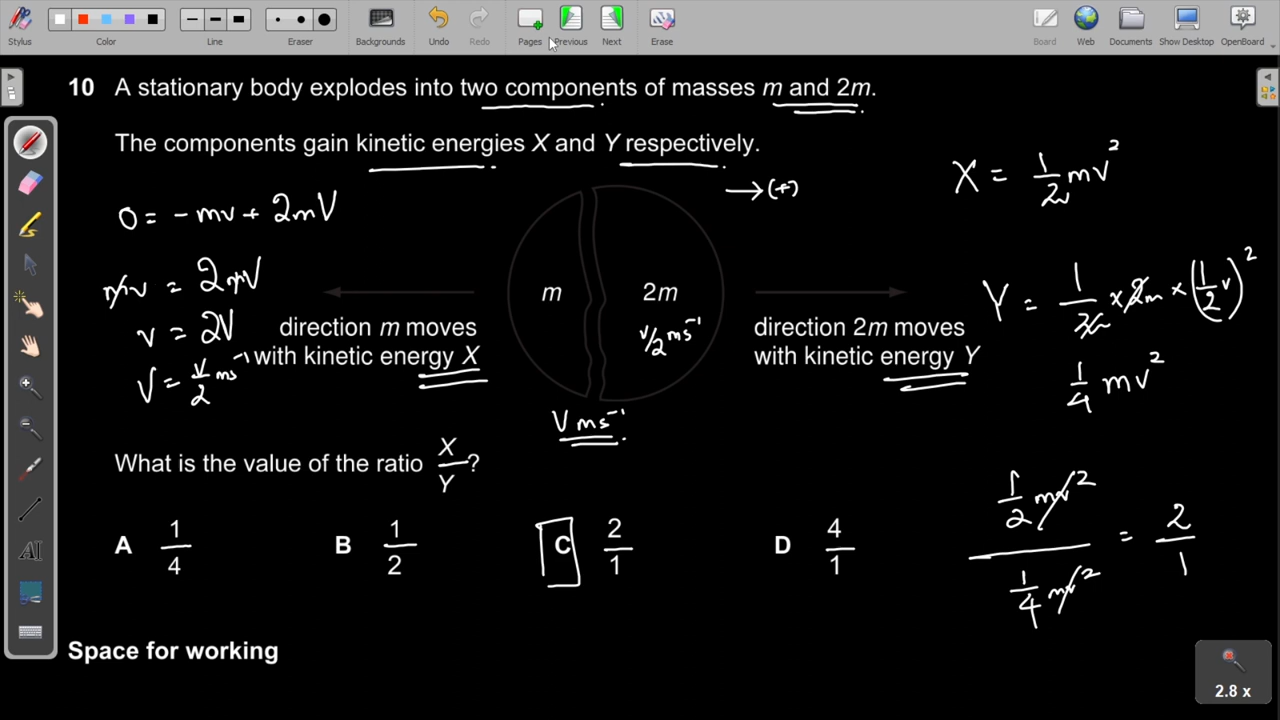 Stylus Color Line Eraser Backgrounds Undo Redo Pages Previous Next Erase Board Web Documents Show Desktop OpenBoard
10 A stationary body explodes into two components of masses m and 2m.
The components gain kinetic energies X and Y respectively.
→(+)
X = 1/2 mv²
0 = -mv + 2mV
mv = 2mV
v = 2V
V = v/2 ms⁻¹
m
2m
v/2 ms⁻¹
direction m moves
with kinetic energy X
direction 2m moves
with kinetic energy Y
Y = 1/2 × 2m × (1/2 v)²
1/4 mv²
V ms⁻¹
What is the value of the ratio X/Y?
A 1/4 B 1/2 C 2/1 D 4/1
1/2 mv² / 1/4 mv² = 2/1
Space for working
2.8 x